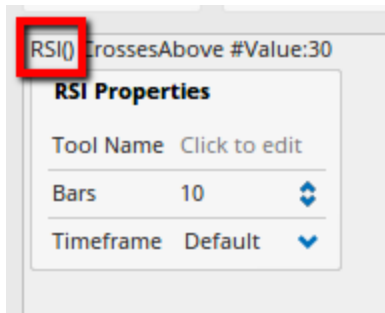 RSI() CrossesAbove #Value:30
RSI Properties
Tool Name Click to edit
Bars 10
Timeframe Default